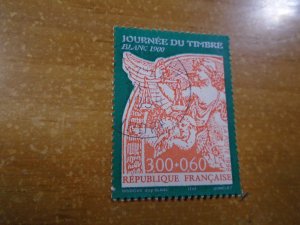 JOURNÉE DU TIMBRE
BLANC 1900
3.00+0.60
RÉPUBLIQUE FRANÇAISE